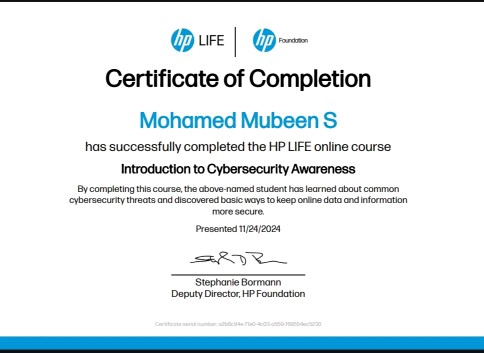 hp LIFE hp Foundation
Certificate of Completion
Mohamed Mubeen S
has successfully completed the HP LIFE online course
Introduction to Cybersecurity Awareness
By completing this course, the above-named student has learned about common
cybersecurity threats and discovered basic ways to keep online data and information
more secure.
Presented 11/24/2024
Stephanie Bormann
Deputy Director, HP Foundation
Certificate serial number: